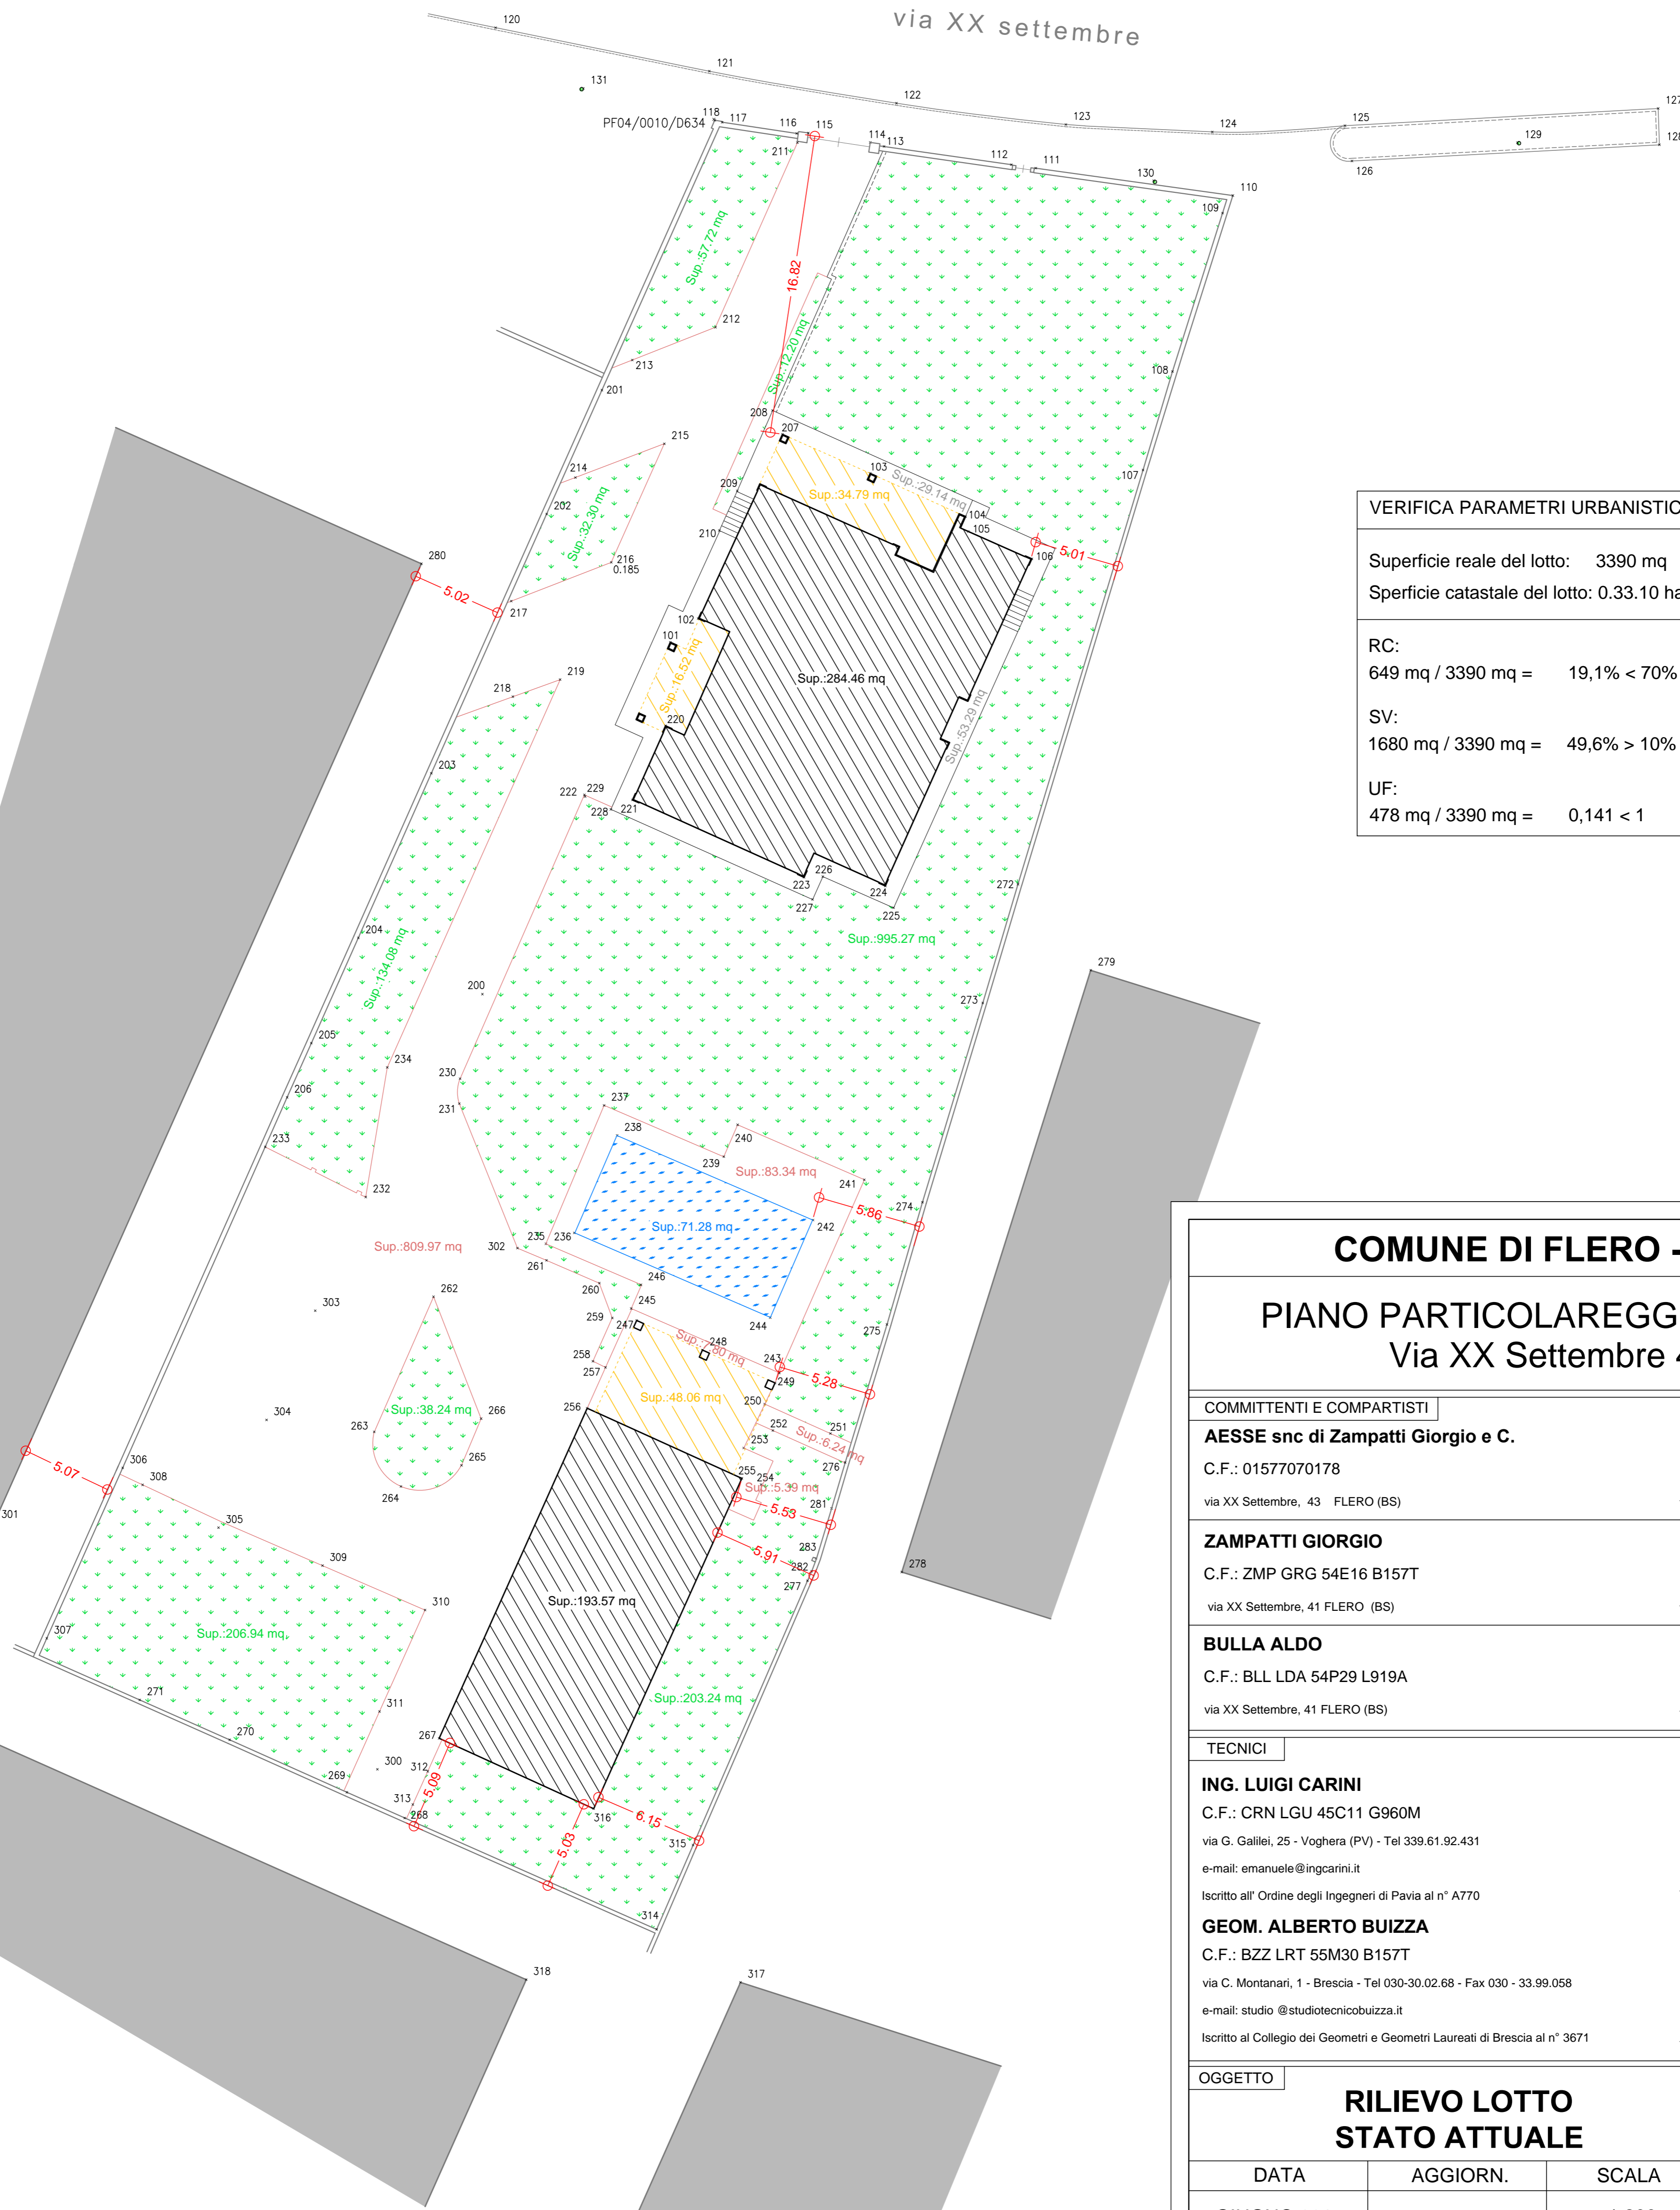 via XX settembre
120
121
131
122
123
124
125
127
128
129
126
PF04/0010/D634
118
117
116
115
114
113
112
111
130
110
109
211
Sup.:57.72 mq
16.82
212
213
201
Sup.:12.20 mq
108
208
207
215
103
107
214
Sup.:29.14 mq
209
Sup.:34.79 mq
202
Sup.:32.30 mq
104
105
210
106
5.01
280
216
0.185
5.02
217
102
101
Sup.:16.52 mq
Sup.:284.46 mq
219
218
220
Sup.:53.29 mq
203
222
229
228
221
226
223
224
272
227
225
204
Sup.:134.08 mq
Sup.:995.27 mq
279
200
273
205
234
230
206
231
237
238
240
233
239
Sup.:83.34 mq
241
232
5.86
274
242
Sup.:71.28 mq
235
236
302
Sup.:809.97 mq
261
246
260
262
303
245
259
247
244
275
248
Sup.:7.80 mq
258
243
257
249
5.28
Sup.:48.06 mq
250
256
Sup.:38.24 mq
266
304
263
252
251
253
Sup.:6.24 mq
306
265
276
5.07
308
255
254
264
Sup.:5.39 mq
301
5.53
281
305
5.91
283
309
282
278
277
Sup.:193.57 mq
310
307
Sup.:206.94 mq
271
Sup.:203.24 mq
311
270
267
300
312
269
5.09
313
268
316
6.15
315
5.03
314
318
317
VERIFICA PARAMETRI URBANISTIC
Superficie reale del lotto: 3390 mq
Sperficie catastale del lotto: 0.33.10 ha
RC:
649 mq / 3390 mq = 19,1% < 70%
SV:
1680 mq / 3390 mq = 49,6% > 10%
UF:
478 mq / 3390 mq = 0,141 < 1
COMUNE DI FLERO -
PIANO PARTICOLAREGG
Via XX Settembre 4
COMMITTENTI E COMPARTISTI
AESSE snc di Zampatti Giorgio e C.
C.F.: 01577070178
via XX Settembre, 43 FLERO (BS)
ZAMPATTI GIORGIO
C.F.: ZMP GRG 54E16 B157T
via XX Settembre, 41 FLERO (BS)
BULLA ALDO
C.F.: BLL LDA 54P29 L919A
via XX Settembre, 41 FLERO (BS)
TECNICI
ING. LUIGI CARINI
C.F.: CRN LGU 45C11 G960M
via G. Galilei, 25 - Voghera (PV) - Tel 339.61.92.431
e-mail: emanuele@ingcarini.it
Iscritto all' Ordine degli Ingegneri di Pavia al n° A770
GEOM. ALBERTO BUIZZA
C.F.: BZZ LRT 55M30 B157T
via C. Montanari, 1 - Brescia - Tel 030-30.02.68 - Fax 030 - 33.99.058
e-mail: studio @studiotecnicobuizza.it
Iscritto al Collegio dei Geometri e Geometri Laureati di Brescia al n° 3671
OGGETTO
RILIEVO LOTTO
STATO ATTUALE
DATA AGGIORN. SCALA